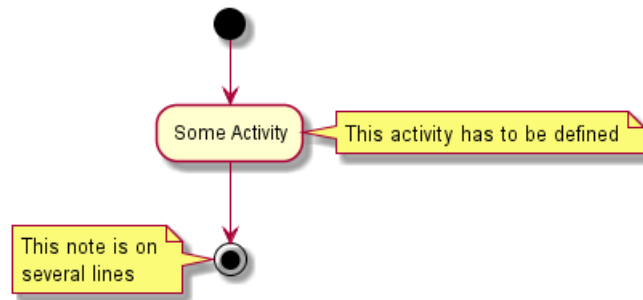 Some Activity
This activity has to be defined
This note is on
several lines